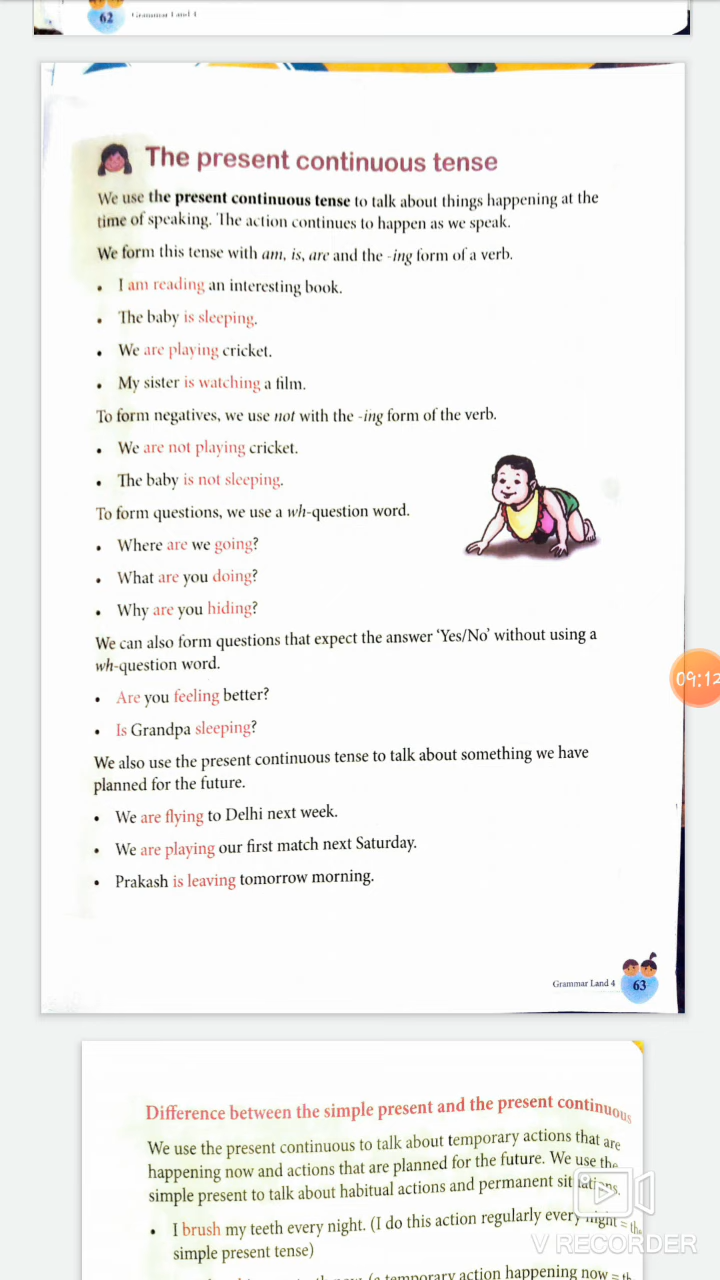 62 Grammar Land 4
The present continuous tense
We use the present continuous tense to talk about things happening at the
time of speaking. The action continues to happen as we speak.
We form this tense with am, is, are and the -ing form of a verb.
• I am reading an interesting book.
• The baby is sleeping.
• We are playing cricket.
• My sister is watching a film.
To form negatives, we use not with the -ing form of the verb.
• We are not playing cricket.
• The baby is not sleeping.
To form questions, we use a wh-question word.
• Where are we going?
• What are you doing?
• Why are you hiding?
We can also form questions that expect the answer ‘Yes/No’ without using a
wh-question word.
09:12
• Are you feeling better?
• Is Grandpa sleeping?
We also use the present continuous tense to talk about something we have
planned for the future.
• We are flying to Delhi next week.
• We are playing our first match next Saturday.
• Prakash is leaving tomorrow morning.
Grammar Land 4 63
Difference between the simple present and the present continuous
We use the present continuous to talk about temporary actions that are
happening now and actions that are planned for the future. We use the
simple present to talk about habitual actions and permanent situations.
• I brush my teeth every night. (I do this action regularly every night = the
simple present tense)
now (a temporary action happening now =
V RECORDER